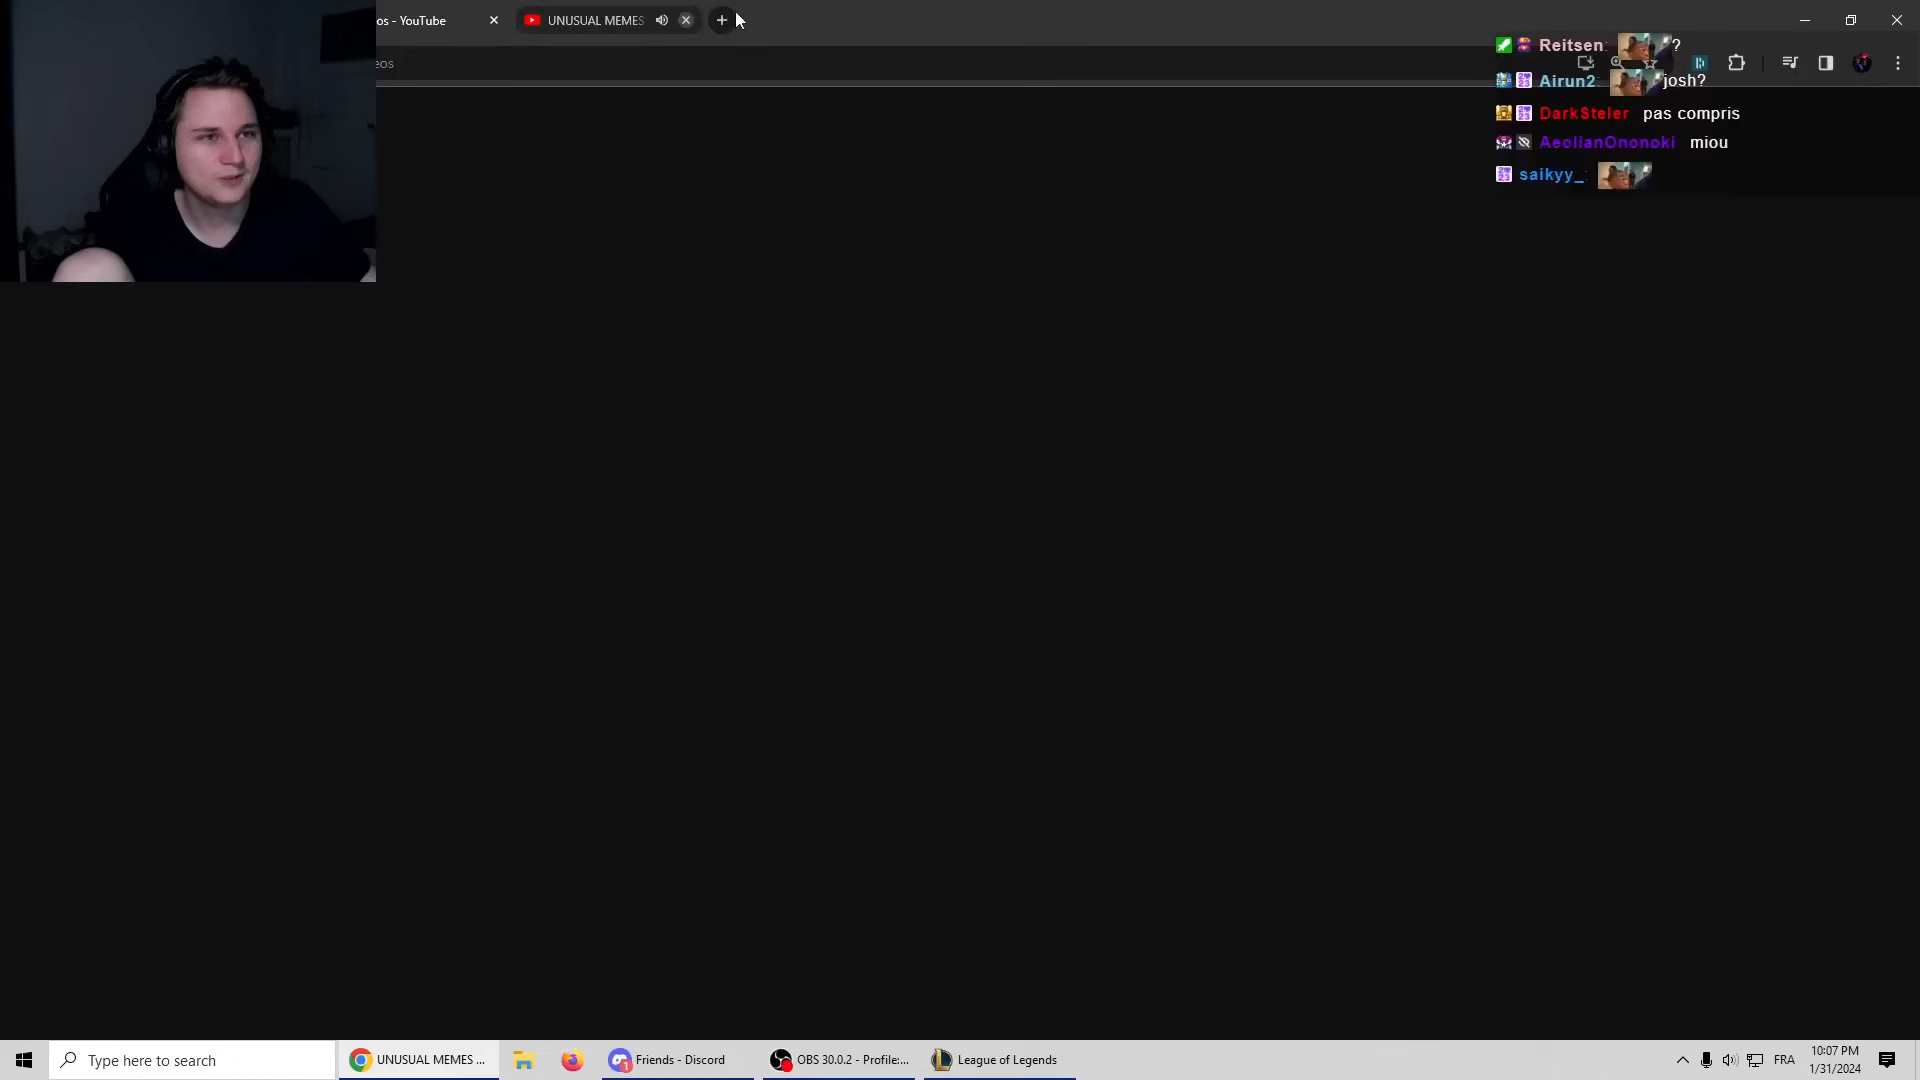 os - YouTube
UNUSUAL MEMES
eos
Reitsen: ?
Airun2: josh?
DarkSteler pas compris
AeolianOnonoki miou
saikyy_:
Type here to search
UNUSUAL MEMES ...
Friends - Discord
OBS 30.0.2 - Profile:...
League of Legends
FRA
10:07 PM
1/31/2024